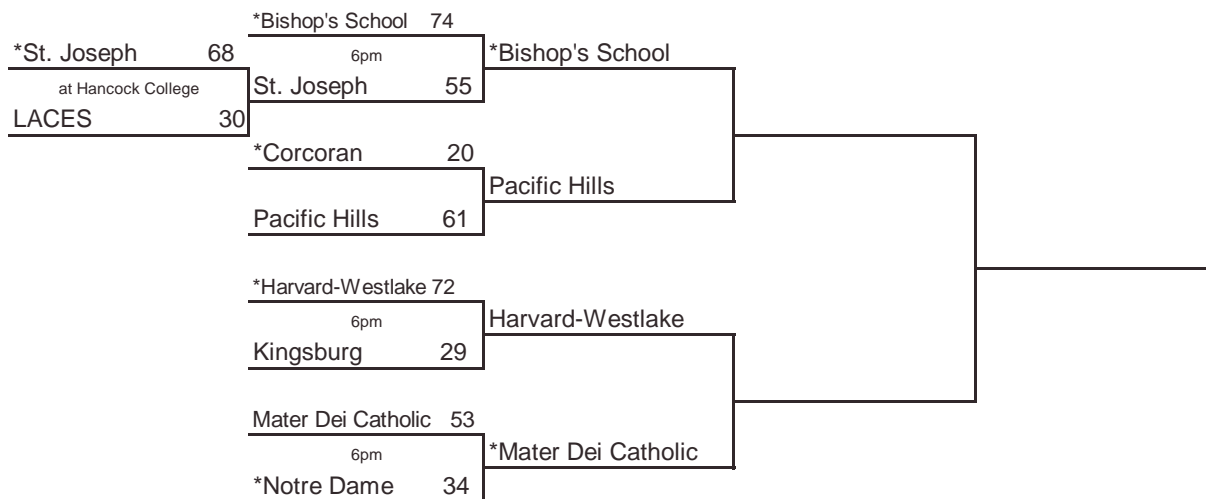 *Bishop's School 74
*St. Joseph 68
6pm
*Bishop's School
at Hancock College
St. Joseph 55
LACES 30
*Corcoran 20
Pacific Hills
Pacific Hills 61
*Harvard-Westlake 72
6pm
Harvard-Westlake
Kingsburg 29
Mater Dei Catholic 53
6pm
*Mater Dei Catholic
*Notre Dame 34